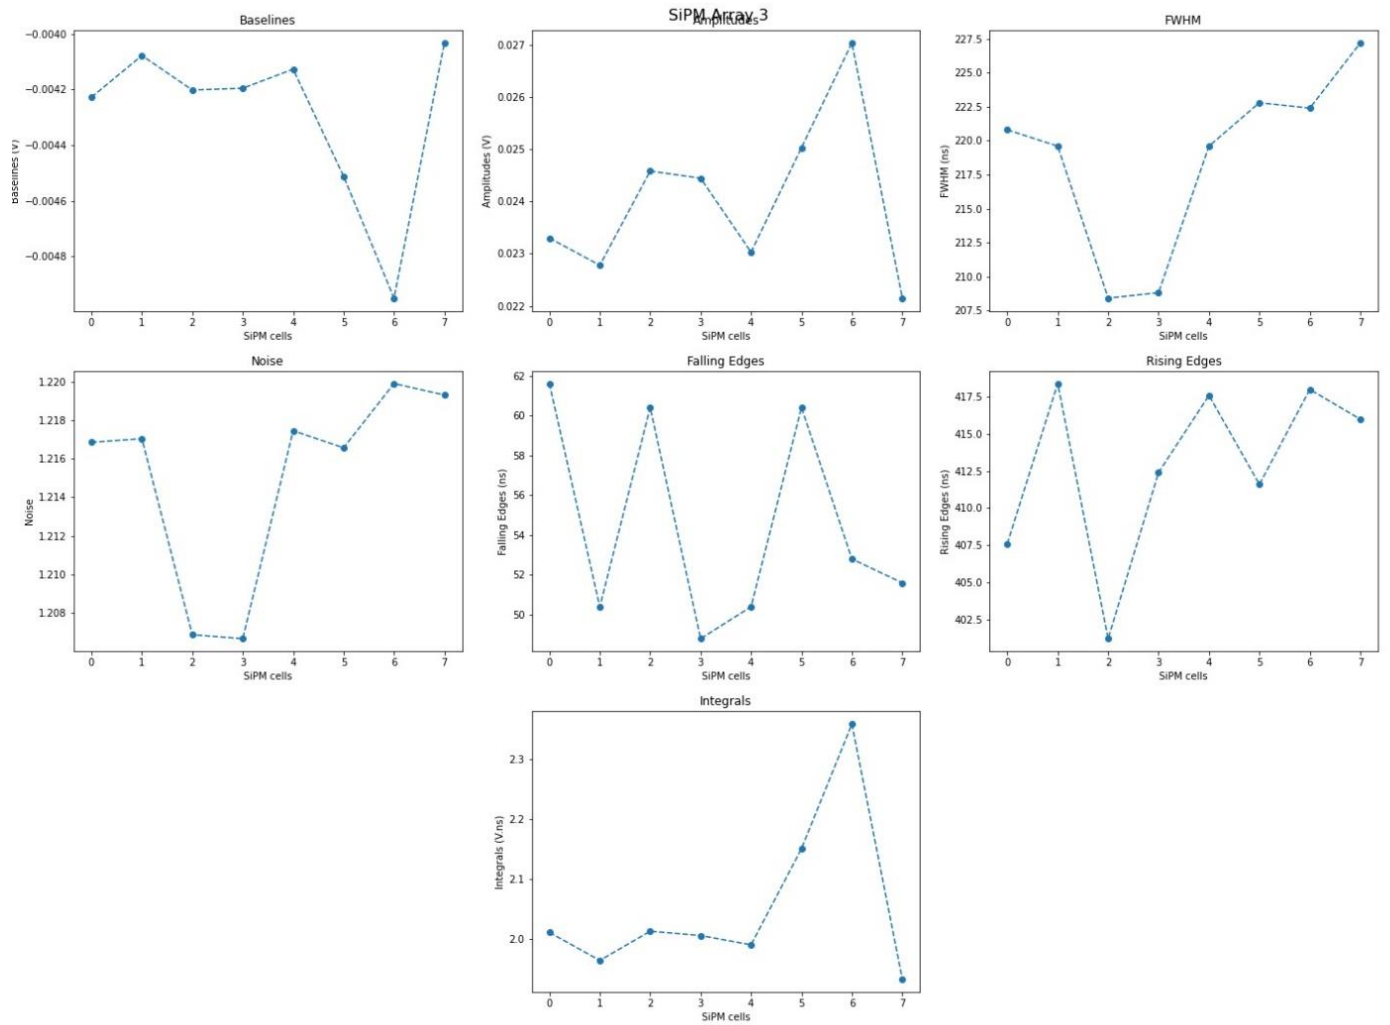 SiPM Array 3
Baselines
−0.0040
−0.0042
−0.0044
−0.0046
−0.0048
Baselines (V)
0 1 2 3 4 5 6 7
SiPM cells
Amplitudes
0.027
0.026
0.025
0.024
0.023
0.022
Amplitudes (V)
0 1 2 3 4 5 6 7
SiPM cells
FWHM
227.5
225.0
222.5
220.0
217.5
215.0
212.5
210.0
207.5
FWHM (ns)
0 1 2 3 4 5 6 7
SiPM cells
Noise
1.220
1.218
1.216
1.214
1.212
1.210
1.208
Noise
0 1 2 3 4 5 6 7
SiPM cells
Falling Edges
62
60
58
56
54
52
50
Falling Edges (ns)
0 1 2 3 4 5 6 7
SiPM cells
Rising Edges
417.5
415.0
412.5
410.0
407.5
405.0
402.5
Rising Edges (ns)
0 1 2 3 4 5 6 7
SiPM cells
Integrals
2.3
2.2
2.1
2.0
Integrals (V.ns)
0 1 2 3 4 5 6 7
SiPM cells